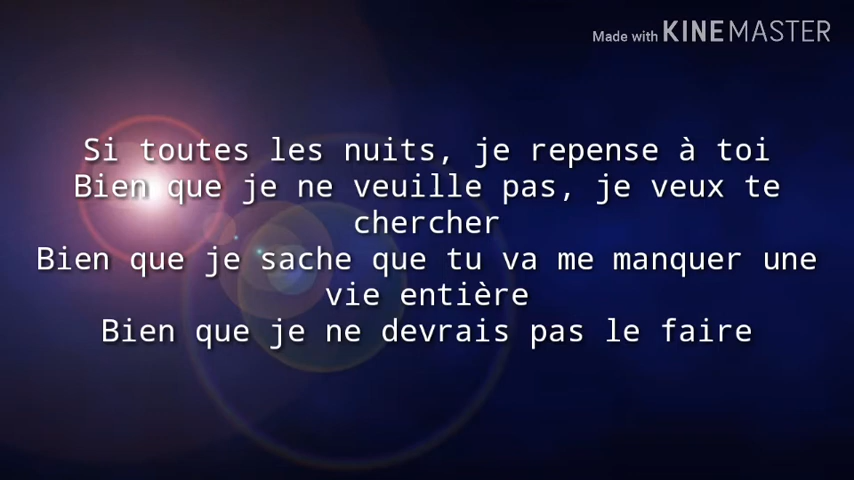 Made with KINEMASTER
Si toutes les nuits, je repense à toi
Bien que je ne veuille pas, je veux te
chercher
Bien que je sache que tu va me manquer une
vie entière
Bien que je ne devrais pas le faire